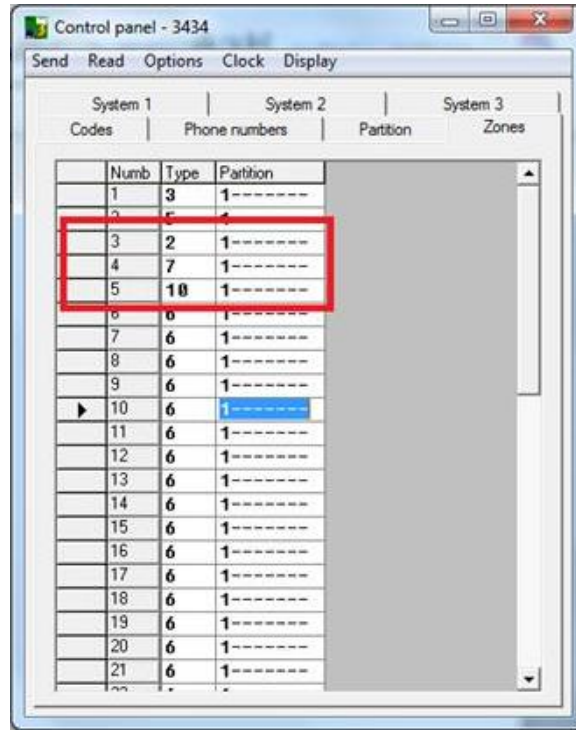 Control panel - 3434
Send Read Options Clock Display
System 1 System 2 System 3
Codes Phone numbers Partition Zones
Numb Type Partition
1 3 1-------
3 2 1-------
4 7 1-------
5 10 1-------
6 6 1-------
7 6 1-------
8 6 1-------
9 6 1-------
10 6 1-------
11 6 1-------
12 6 1-------
13 6 1-------
14 6 1-------
15 6 1-------
16 6 1-------
17 6 1-------
18 6 1-------
19 6 1-------
20 6 1-------
21 6 1-------